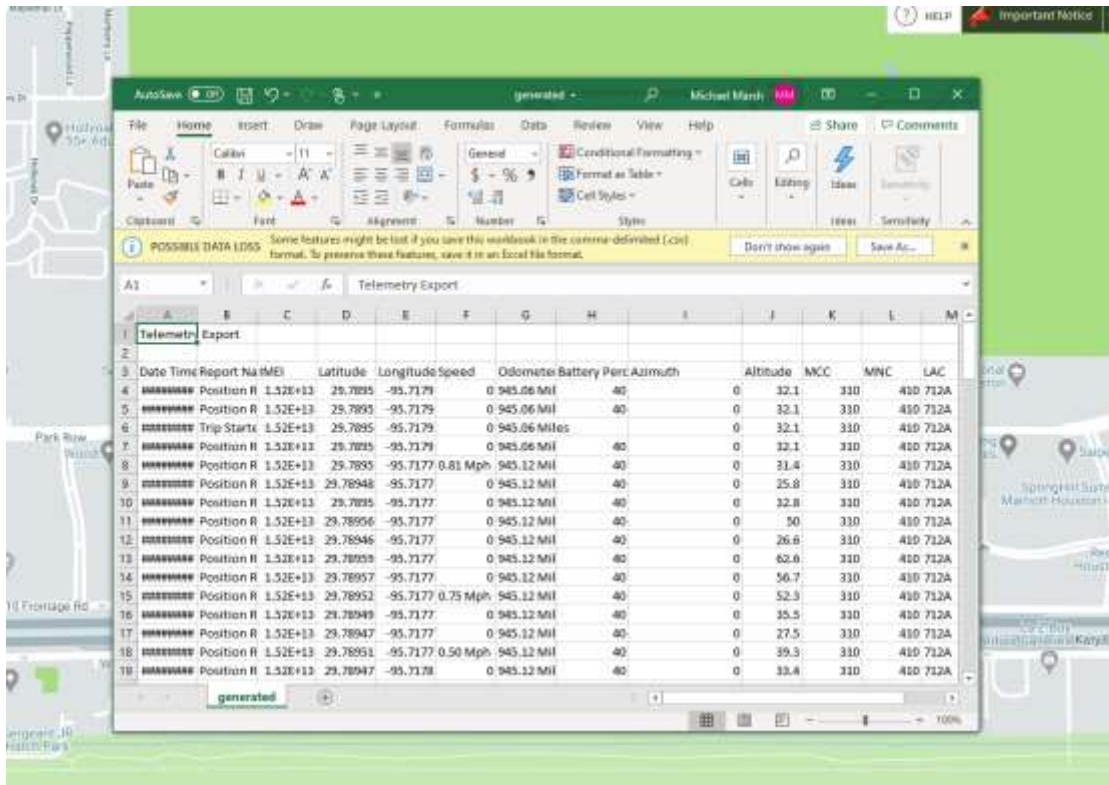 HELP Important Notice
AutoSave Off generated Michael Marsh MM
File Home Insert Draw Page Layout Formulas Data Review View Help Share Comments
Calibri 11 General Conditional Formatting
Paste B I U $ % Format as Table Cells Editing Ideas Sensitivity
Cell Styles
Clipboard Font Alignment Number Styles Ideas Sensitivity
POSSIBLE DATA LOSS Some features might be lost if you save this workbook in the comma-delimited (.csv) Don't show again Save As...
format. To preserve these features, save it in an Excel file format.
A1 fx Telemetry Export
A B C D E F G H I J K L M
1 Telemetry Export
2
3 Date Time Report Na IMEI Latitude Longitude Speed Odometer Battery Perc Azimuth Altitude MCC MNC LAC
4 ######### Position R 1.52E+13 29.7895 -95.7179 0 945.06 Mil 40 0 32.1 310 410 712A
5 ######### Position R 1.52E+13 29.7895 -95.7179 0 945.06 Mil 40 0 32.1 310 410 712A
6 ######### Trip Starte 1.52E+13 29.7895 -95.7179 0 945.06 Miles 0 32.1 310 410 712A
7 ######### Position R 1.52E+13 29.7895 -95.7179 0 945.06 Mil 40 0 32.1 310 410 712A
8 ######### Position R 1.52E+13 29.7895 -95.7177 0.81 Mph 945.12 Mil 40 0 31.4 310 410 712A
9 ######### Position R 1.52E+13 29.78948 -95.7177 0 945.12 Mil 40 0 25.8 310 410 712A
10 ######### Position R 1.52E+13 29.7895 -95.7177 0 945.12 Mil 40 0 32.8 310 410 712A
11 ######### Position R 1.52E+13 29.78956 -95.7177 0 945.12 Mil 40 0 50 310 410 712A
12 ######### Position R 1.52E+13 29.78946 -95.7177 0 945.12 Mil 40 0 26.6 310 410 712A
13 ######### Position R 1.52E+13 29.78959 -95.7177 0 945.12 Mil 40 0 62.6 310 410 712A
14 ######### Position R 1.52E+13 29.78957 -95.7177 0 945.12 Mil 40 0 56.7 310 410 712A
15 ######### Position R 1.52E+13 29.78952 -95.7177 0.75 Mph 945.12 Mil 40 0 52.3 310 410 712A
16 ######### Position R 1.52E+13 29.78949 -95.7177 0 945.12 Mil 40 0 35.5 310 410 712A
17 ######### Position R 1.52E+13 29.78947 -95.7177 0 945.12 Mil 40 0 27.5 310 410 712A
18 ######### Position R 1.52E+13 29.78951 -95.7177 0.50 Mph 945.12 Mil 40 0 39.3 310 410 712A
19 ######### Position R 1.52E+13 29.78947 -95.7178 0 945.12 Mil 40 0 33.4 310 410 712A
generated
100%
Park Row
10 Frontage Rd